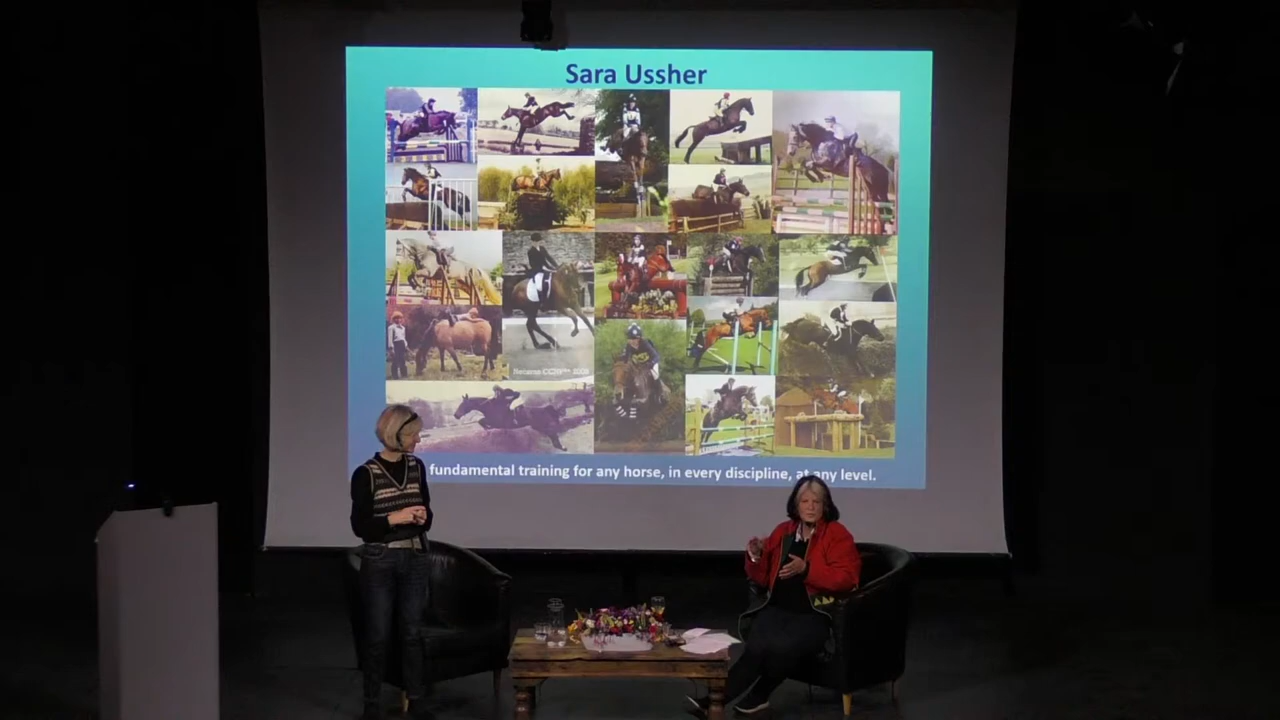 Sara Ussher
fundamental training for any horse, in every discipline, at any level.